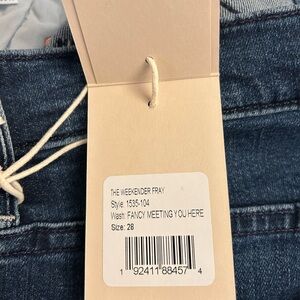 THE WEEKENDER FRAY
Style: 1535-104
Wash: FANCY MEETING YOU HERE
Size: 28
1 92411 88457 4